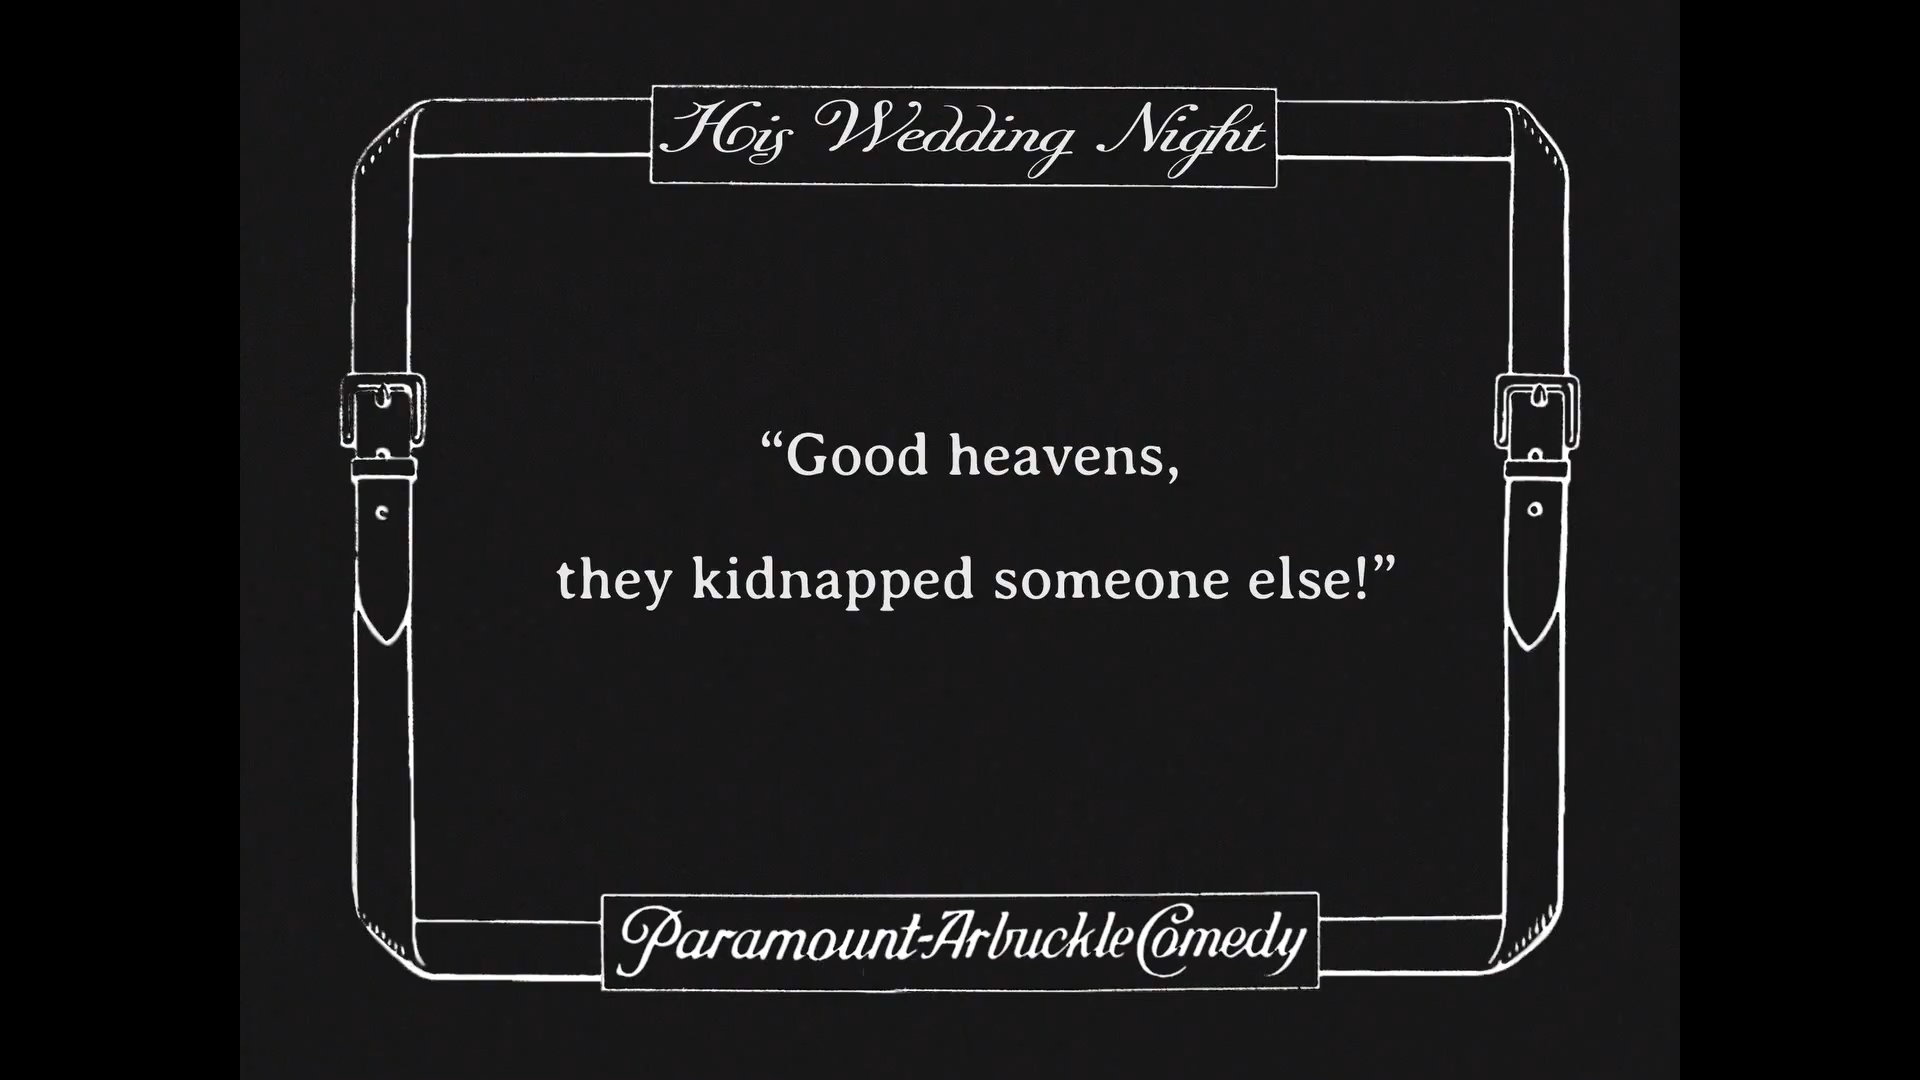 His Wedding Night
“Good heavens,
they kidnapped someone else!”
Paramount-Arbuckle Comedy